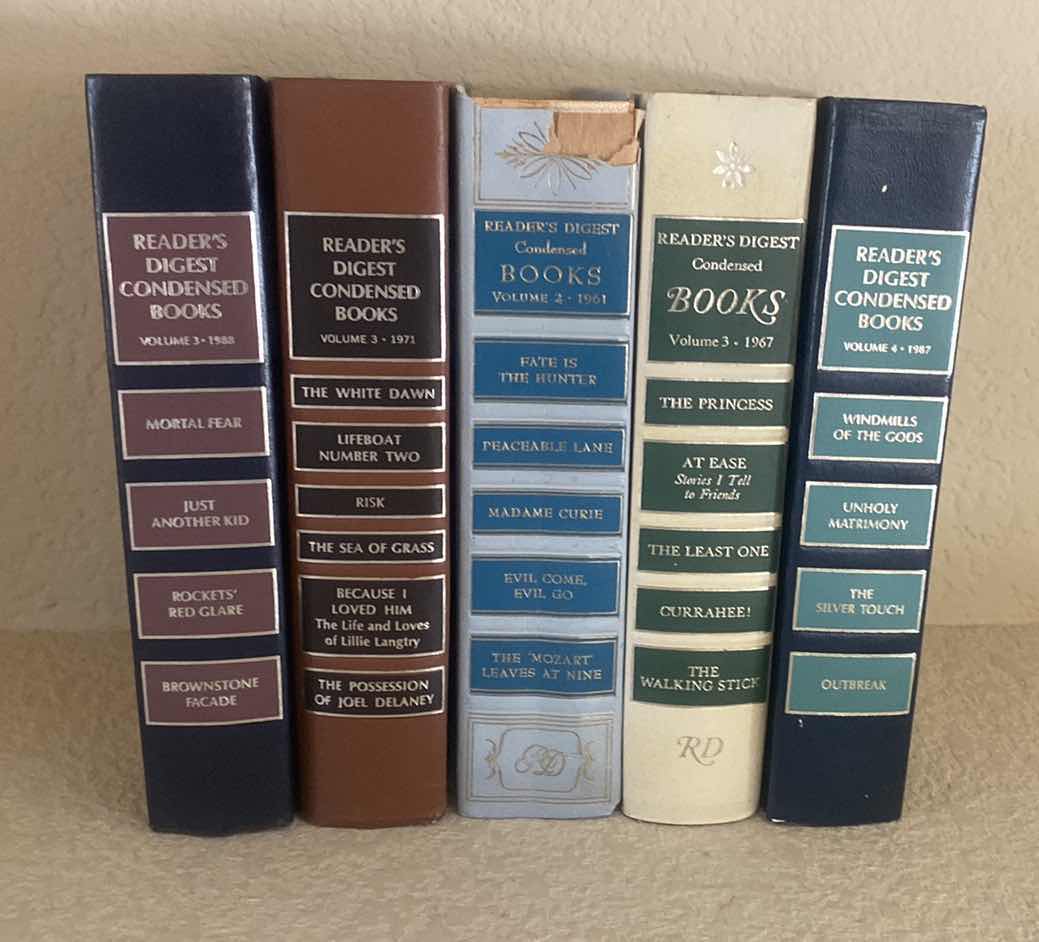 READER'S
DIGEST
CONDENSED
BOOKS
VOLUME 3 • 1988
MORTAL FEAR
JUST
ANOTHER KID
ROCKETS'
RED GLARE
BROWNSTONE
FACADE
READER'S
DIGEST
CONDENSED
BOOKS
VOLUME 3 • 1971
THE WHITE DAWN
LIFEBOAT
NUMBER TWO
RISK
THE SEA OF GRASS
BECAUSE I
LOVED HIM
The Life and Loves
of Lillie Langtry
THE POSSESSION
OF JOEL DELANEY
READER'S DIGEST
Condensed
BOOKS
VOLUME 2 • 1961
FATE IS
THE HUNTER
PEACEABLE LANE
MADAME CURIE
EVIL COME,
EVIL GO
THE 'MOZART'
LEAVES AT NINE
RD
READER'S DIGEST
Condensed
BOOKS
Volume 3 • 1967
THE PRINCESS
AT EASE
Stories I Tell
to Friends
THE LEAST ONE
CURRAHEE!
THE
WALKING STICK
RD
READER'S
DIGEST
CONDENSED
BOOKS
VOLUME 4 • 1987
WINDMILLS
OF THE GODS
UNHOLY
MATRIMONY
THE
SILVER TOUCH
OUTBREAK